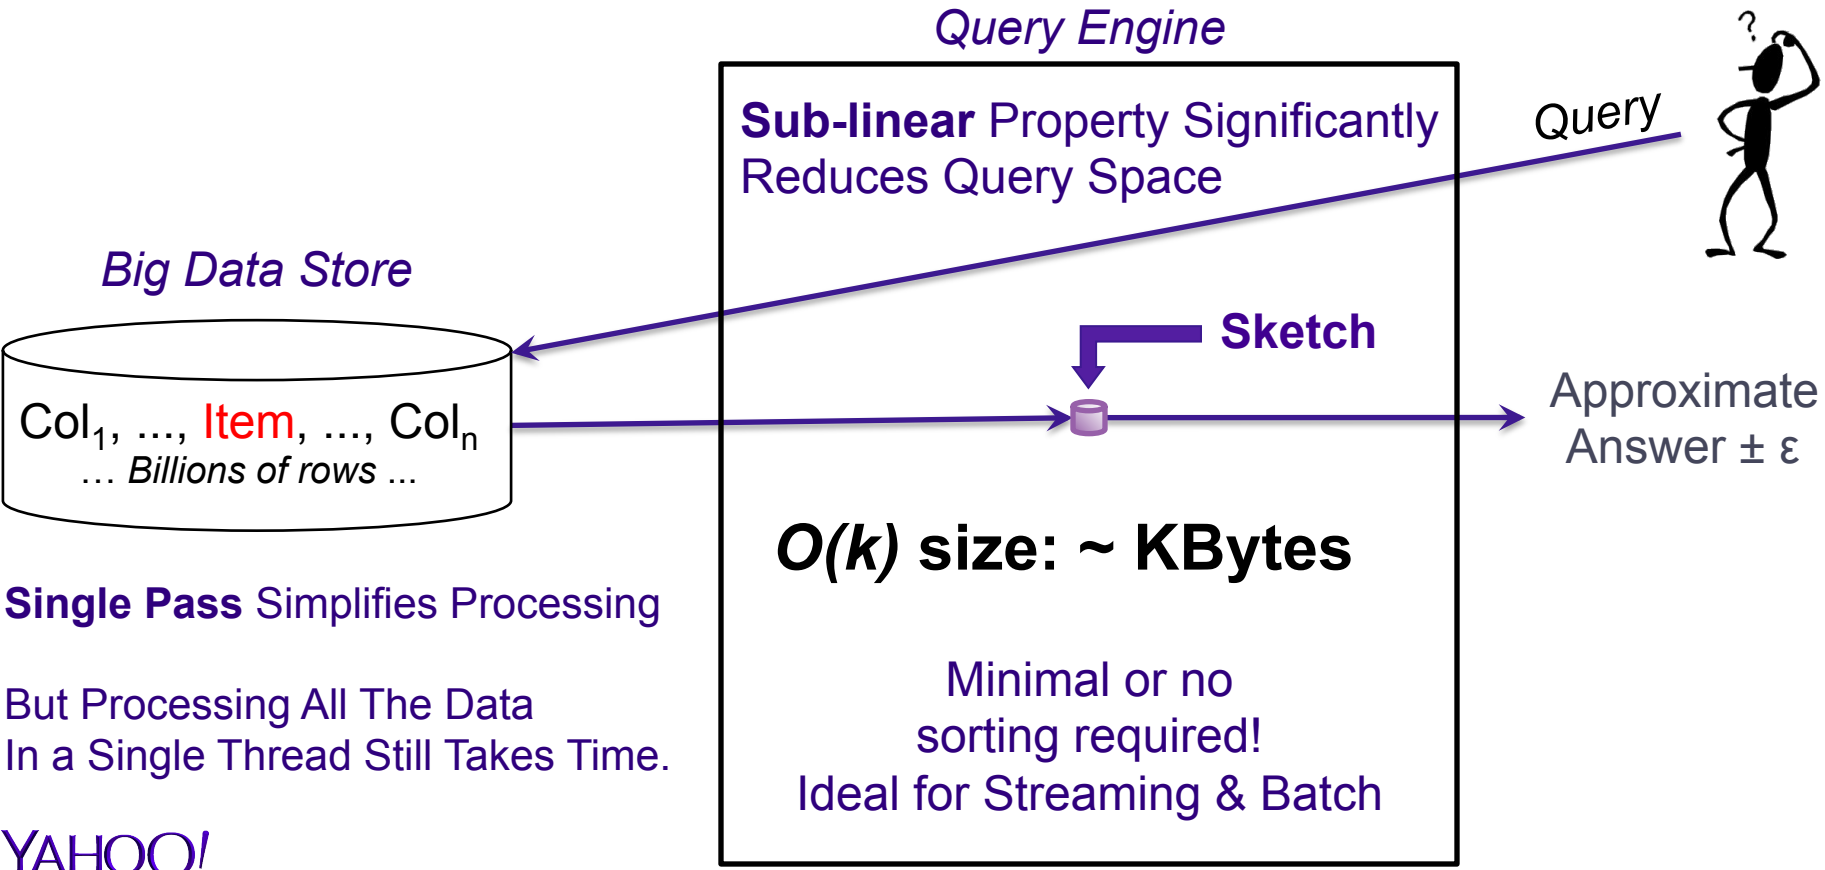 Query Engine
?
Sub-linear Property Significantly
Reduces Query Space
Query
Big Data Store
Sketch
Col1, ..., Item, ..., Coln
… Billions of rows ...
Approximate
Answer ± ε
O(k) size: ~ KBytes
Single Pass Simplifies Processing
But Processing All The Data
In a Single Thread Still Takes Time.
Minimal or no
sorting required!
Ideal for Streaming & Batch
YAHOO!